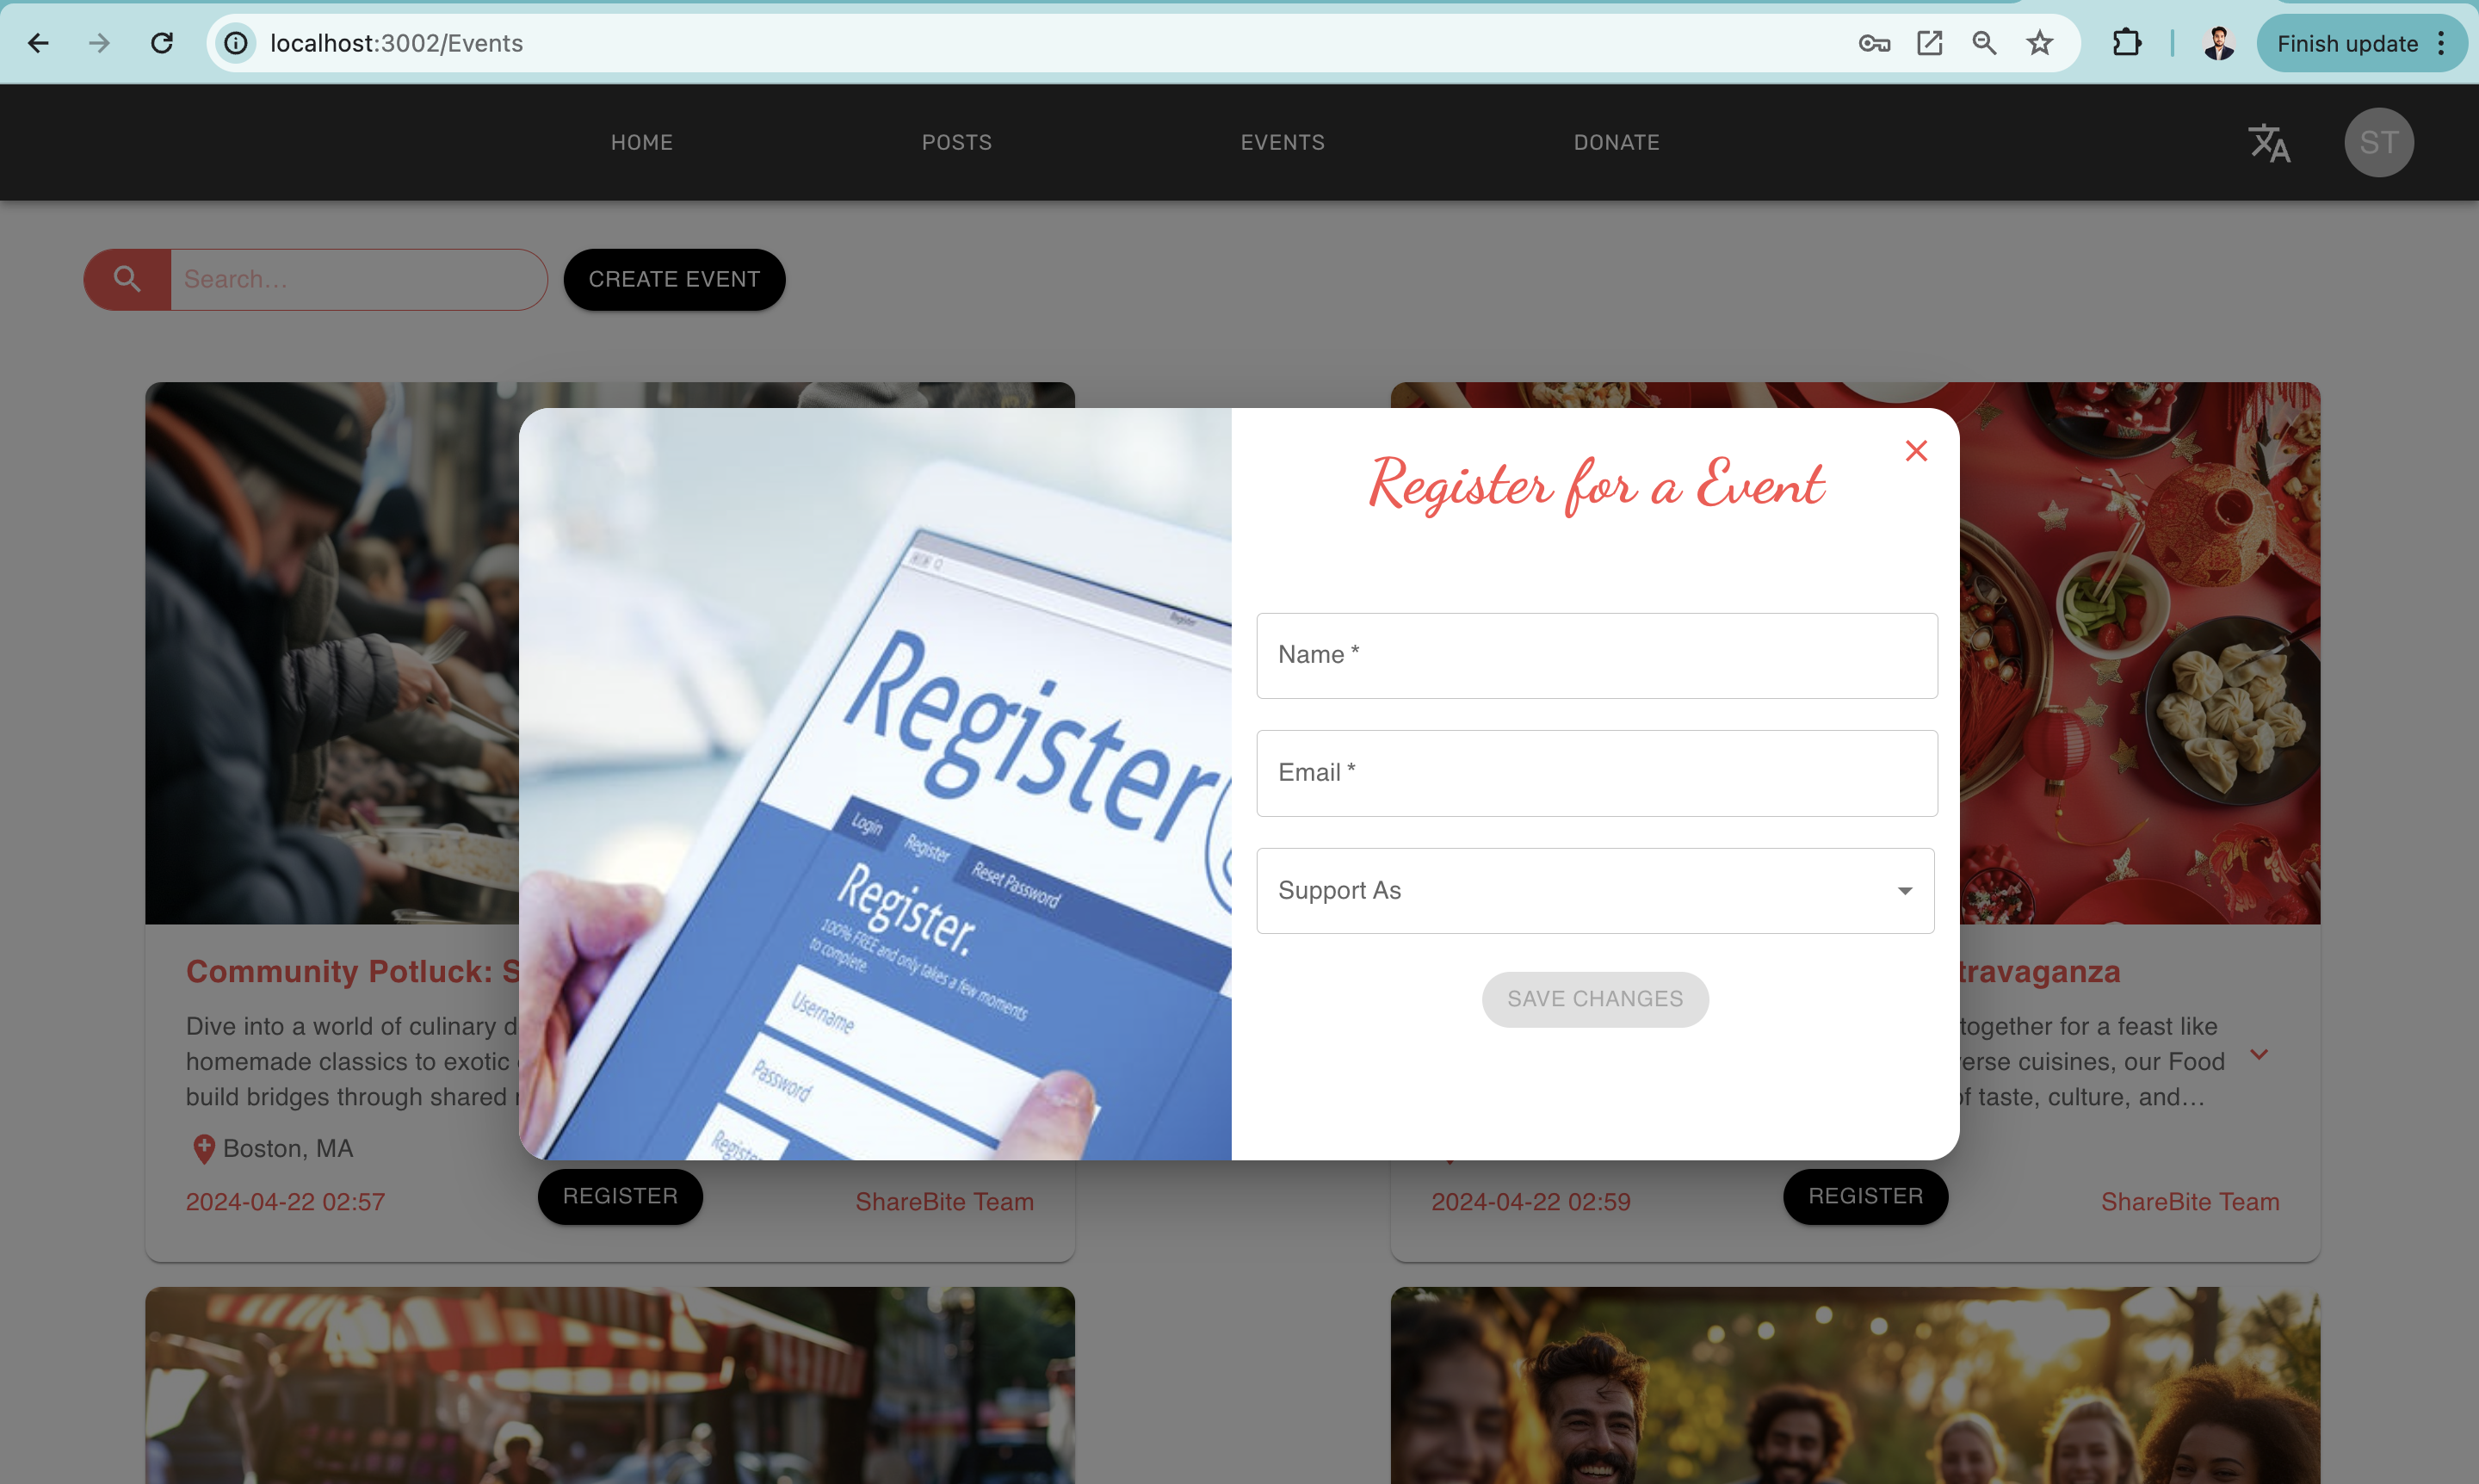 localhost:3002/Events
Finish update
HOME
POSTS
EVENTS
DONATE
ST
Search...
CREATE EVENT
Register for a Event
Name *
Email *
Support As
SAVE CHANGES
Register
Register
Login
Register
Reset Password
Register.
100% FREE and only takes a few moments
to complete.
Username
Password
Register
Community Potluck: S
Dive into a world of culinary d
homemade classics to exotic
build bridges through shared
Boston, MA
2024-04-22 02:57
REGISTER
ShareBite Team
travaganza
together for a feast like
erse cuisines, our Food
of taste, culture, and...
2024-04-22 02:59
REGISTER
ShareBite Team